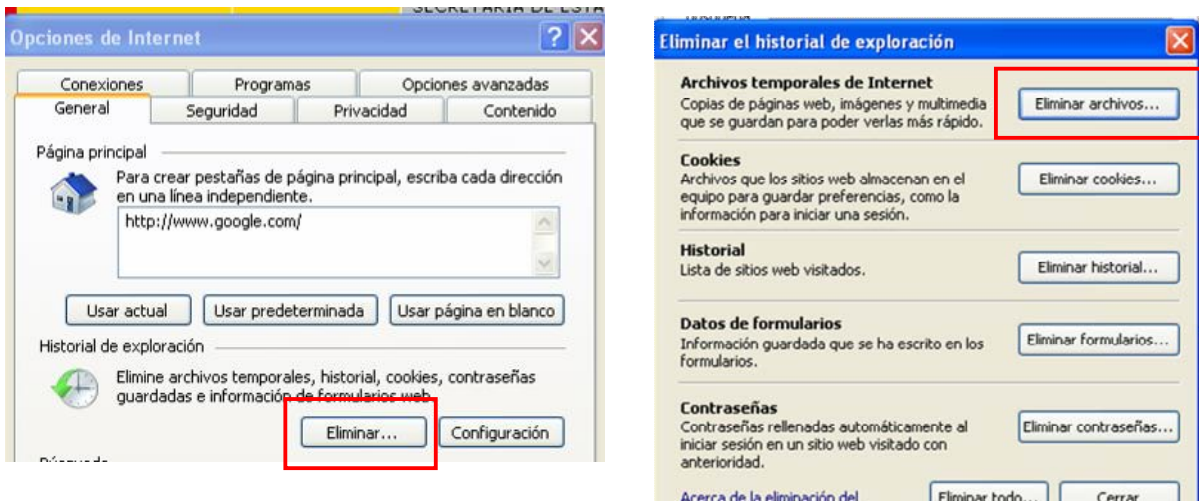 SECRETARIA DE ESTA
Opciones de Internet
Conexiones
Programas
Opciones avanzadas
General
Seguridad
Privacidad
Contenido
Página principal
Para crear pestañas de página principal, escriba cada dirección
en una línea independiente.
http://www.google.com/
Usar actual
Usar predeterminada
Usar página en blanco
Historial de exploración
Elimine archivos temporales, historial, cookies, contraseñas
guardadas e información de formularios web.
Eliminar...
Configuración
Búsqueda
Eliminar el historial de exploración
Archivos temporales de Internet
Copias de páginas web, imágenes y multimedia
que se guardan para poder verlas más rápido.
Eliminar archivos...
Cookies
Archivos que los sitios web almacenan en el
equipo para guardar preferencias, como la
información para iniciar una sesión.
Eliminar cookies...
Historial
Lista de sitios web visitados.
Eliminar historial...
Datos de formularios
Información guardada que se ha escrito en los
formularios.
Eliminar formularios...
Contraseñas
Contraseñas rellenadas automáticamente al
iniciar sesión en un sitio web visitado con
anterioridad.
Eliminar contraseñas...
Acerca de la eliminación del
Eliminar todo...
Cerrar